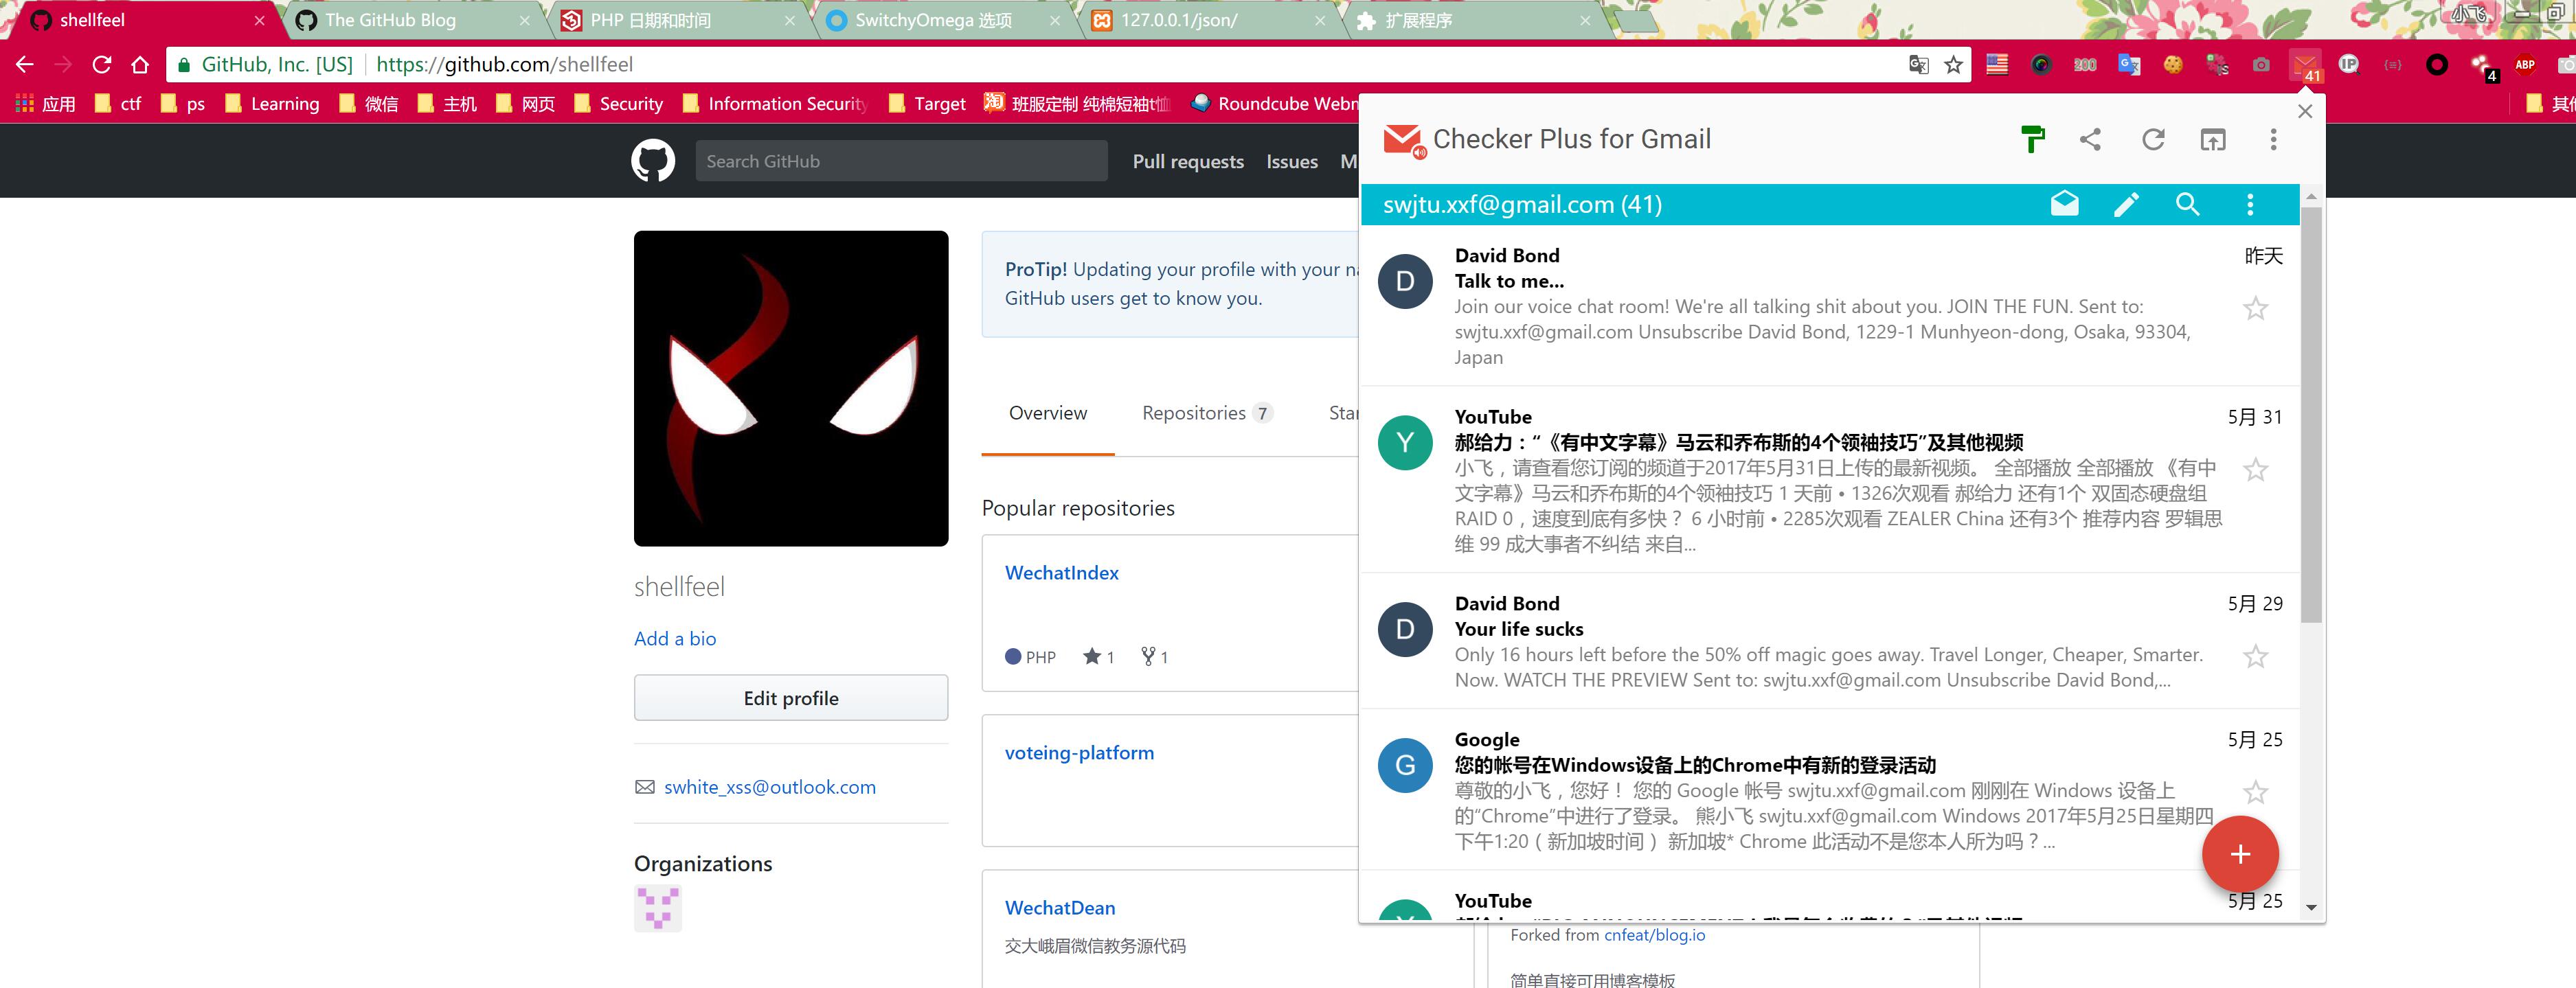 shellfeel
The GitHub Blog
PHP 日期和时间
SwitchyOmega 选项
127.0.0.1/json/
扩展程序
小飞
GitHub, Inc. [US]
https://github.com/shellfeel
41
IP
4
ABP
应用
ctf
ps
Learning
微信
主机
网页
Security
Information Security
Target
淘
班服定制 纯棉短袖t恤
Roundcube Webm
其他
Search GitHub
Pull requests
Issues
M
ProTip! Updating your profile with your na
GitHub users get to know you.
Overview
Repositories 7
Star
Popular repositories
WechatIndex
PHP
1
1
voteing-platform
WechatDean
交大峨眉微信教务源代码
shellfeel
Add a bio
Edit profile
swhite_xss@outlook.com
Organizations
Checker Plus for Gmail
swjtu.xxf@gmail.com (41)
D
David Bond
昨天
Talk to me...
Join our voice chat room! We're all talking shit about you. JOIN THE FUN. Sent to:
swjtu.xxf@gmail.com Unsubscribe David Bond, 1229-1 Munhyeon-dong, Osaka, 93304,
Japan
Y
YouTube
5月 31
郝给力：“《有中文字幕》马云和乔布斯的4个领袖技巧”及其他视频
小飞，请查看您订阅的频道于2017年5月31日上传的最新视频。 全部播放 全部播放 《有中
文字幕》马云和乔布斯的4个领袖技巧 1 天前 • 1326次观看 郝给力 还有1个 双固态硬盘组
RAID 0，速度到底有多快？ 6 小时前 • 2285次观看 ZEALER China 还有3个 推荐内容 罗辑思
维 99 成大事者不纠结 来自...
D
David Bond
5月 29
Your life sucks
Only 16 hours left before the 50% off magic goes away. Travel Longer, Cheaper, Smarter.
Now. WATCH THE PREVIEW Sent to: swjtu.xxf@gmail.com Unsubscribe David Bond,...
G
Google
5月 25
您的帐号在Windows设备上的Chrome中有新的登录活动
尊敬的小飞，您好！ 您的 Google 帐号 swjtu.xxf@gmail.com 刚刚在 Windows 设备上
的“Chrome”中进行了登录。 熊小飞 swjtu.xxf@gmail.com Windows 2017年5月25日星期四
下午1:20（新加坡时间） 新加坡* Chrome 此活动不是您本人所为吗？...
YouTube
5月 25
Forked from cnfeat/blog.io
简单直接可用博客模板